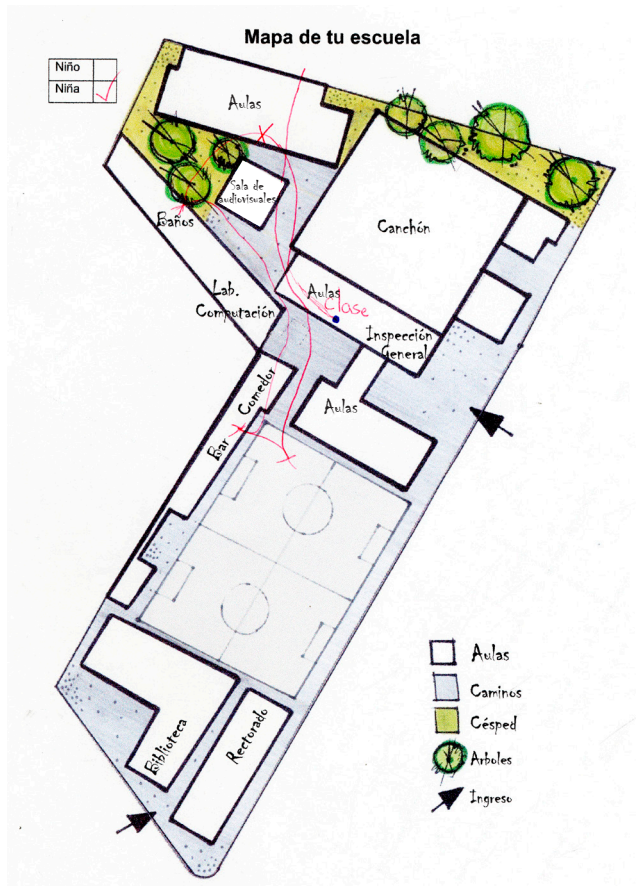 Mapa de tu escuela
Niño
Niña
Aulas
Sala de
audiovisuales
Baños
Canchón
Lab.
Computación
Aulas
Clase
Inspección
General
Comedor
Aulas
Bar
Aulas
Caminos
Césped
Arboles
Ingreso
Biblioteca
Rectorado